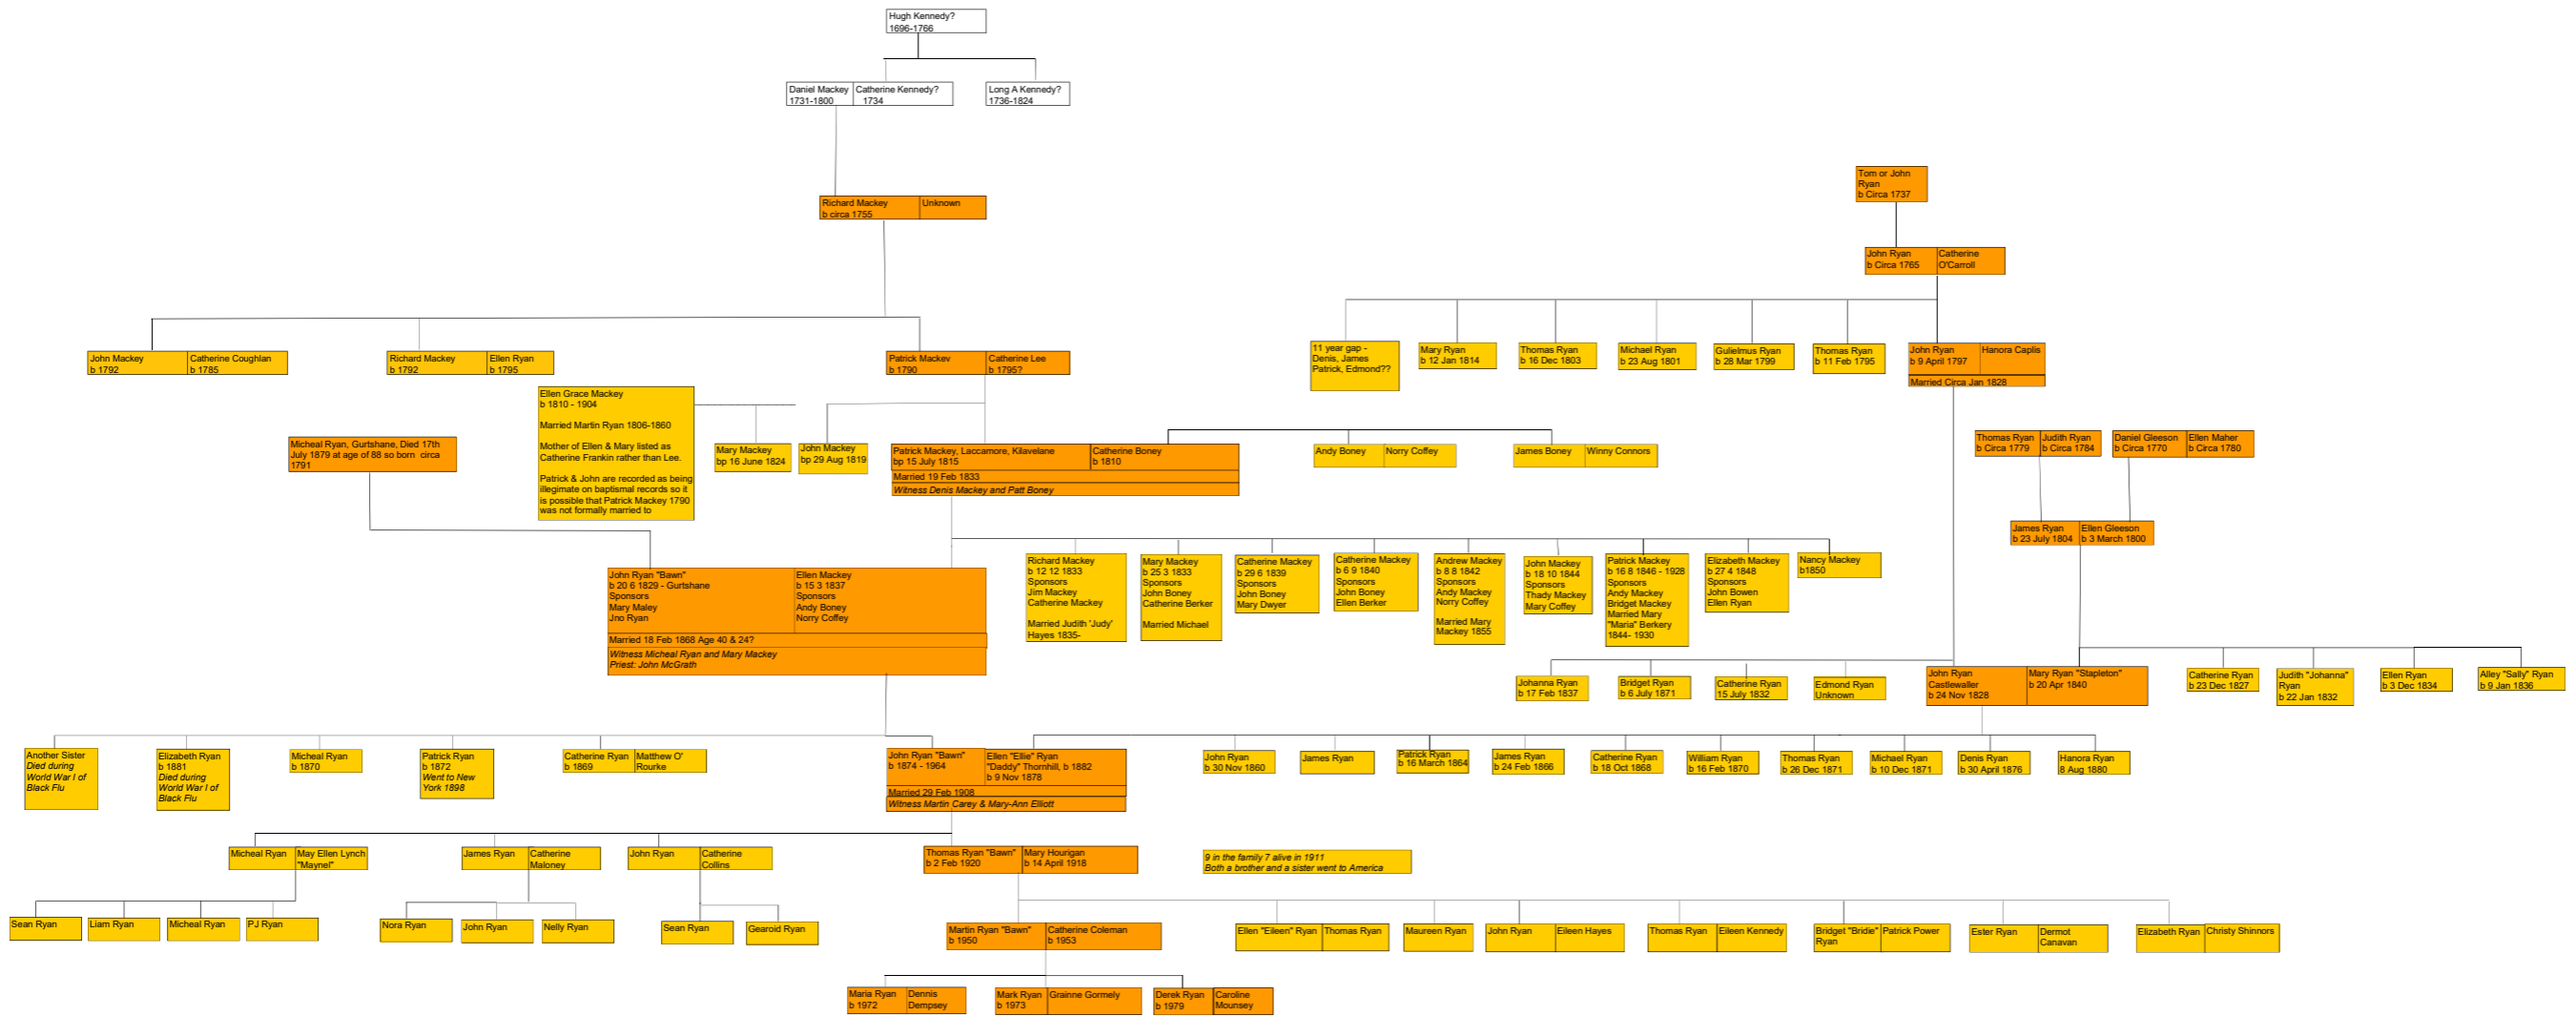 Hugh Kennedy?
1696-1766
Daniel Mackey
1731-1800
Catherine Kennedy?
1734
Long A Kennedy?
1736-1824
Tom or John
Ryan
b Circa 1737
Richard Mackey
b circa 1755
Unknown
John Ryan
b Circa 1765
Catherine
O'Carroll
John Mackey
b 1792
Catherine Coughlan
b 1785
Richard Mackey
b 1792
Ellen Ryan
b 1795
Patrick Mackey
b 1790
Catherine Lee
b 1795?
11 year gap -
Denis, James
Patrick, Edmond??
Mary Ryan
b 12 Jan 1814
Thomas Ryan
b 16 Dec 1803
Michael Ryan
b 23 Aug 1801
Gulielmus Ryan
b 28 Mar 1799
Thomas Ryan
b 11 Feb 1795
John Ryan
b 9 April 1797
Hanora Caplis
Married Circa Jan 1828
Ellen Grace Mackey
b 1810 - 1904
Married Martin Ryan 1806-1860
Mother of Ellen & Mary listed as
Catherine Frankin rather than Lee.
Patrick & John are recorded as being
illegitimate on baptismal records so it
is possible that Patrick Mackey 1790
was not formally married to
Micheal Ryan, Gurtshane, Died 17th
July 1879 at age of 88 so born circa
1791
Mary Mackey
bp 16 June 1824
John Mackey
bp 29 Aug 1819
Patrick Mackey, Laccamore, Kilavelane
bp 15 July 1815
Catherine Boney
b 1810
Married 19 Feb 1833
Witness Denis Mackey and Patt Boney
Andy Boney
Norry Coffey
James Boney
Winny Connors
Thomas Ryan
b Circa 1779
Judith Ryan
b Circa 1784
Daniel Gleeson
b Circa 1770
Ellen Maher
b Circa 1780
James Ryan
b 23 July 1804
Ellen Gleeson
b 3 March 1800
John Ryan "Bawn"
b 20 6 1829 - Gurtshane
Sponsors
Mary Maley
Jno Ryan
Ellen Mackey
b 15 3 1837
Sponsors
Andy Boney
Norry Coffey
Married 18 Feb 1868 Age 40 & 24?
Witness Micheal Ryan and Mary Mackey
Priest: John McGrath
Richard Mackey
b 12 12 1833
Sponsors
Jim Mackey
Catherine Mackey
Married Judith 'Judy'
Hayes 1835-
Mary Mackey
b 25 3 1833
Sponsors
John Boney
Catherine Berker
Married Michael
Catherine Mackey
b 29 6 1839
Sponsors
John Boney
Mary Dwyer
Catherine Mackey
b 6 9 1840
Sponsors
John Boney
Ellen Berker
Andrew Mackey
b 8 8 1842
Sponsors
Andy Mackey
Norry Coffey
Married Mary
Mackey 1855
John Mackey
b 18 10 1844
Sponsors
Thady Mackey
Mary Coffey
Patrick Mackey
b 16 8 1846 - 1928
Sponsors
Andy Mackey
Bridget Mackey
Married Mary
"Maria" Berkery
1844- 1930
Elizabeth Mackey
b 27 4 1848
Sponsors
John Bowen
Ellen Ryan
Nancy Mackey
b1850
Johanna Ryan
b 17 Feb 1837
Bridget Ryan
b 6 July 1871
Catherine Ryan
15 July 1832
Edmond Ryan
Unknown
John Ryan
Castlewaller
b 24 Nov 1828
Mary Ryan "Stapleton"
b 20 Apr 1840
Catherine Ryan
b 23 Dec 1827
Judith "Johanna"
Ryan
b 22 Jan 1832
Ellen Ryan
b 3 Dec 1834
Alley "Sally" Ryan
b 9 Jan 1836
Another Sister
Died during
World War I of
Black Flu
Elizabeth Ryan
b 1881
Died during
World War I of
Black Flu
Micheal Ryan
b 1870
Patrick Ryan
b 1872
Went to New
York 1898
Catherine Ryan
b 1869
Matthew O'
Rourke
John Ryan "Bawn"
b 1874 - 1964
Ellen "Ellie" Ryan
"Daddy" Thornhill, b 1882
b 9 Nov 1878
Married 29 Feb 1908
Witness Martin Carey & Mary-Ann Elliott
John Ryan
b 30 Nov 1860
James Ryan
Patrick Ryan
b 16 March 1864
James Ryan
b 24 Feb 1866
Catherine Ryan
b 18 Oct 1868
William Ryan
b 16 Feb 1870
Thomas Ryan
b 26 Dec 1871
Michael Ryan
b 10 Dec 1871
Denis Ryan
b 30 April 1876
Hanora Ryan
8 Aug 1880
Micheal Ryan
May Ellen Lynch
"Maynel"
James Ryan
Catherine
Maloney
John Ryan
Catherine
Collins
Thomas Ryan "Bawn"
b 2 Feb 1920
Mary Hourigan
b 14 April 1918
9 in the family 7 alive in 1911
Both a brother and a sister went to America
Sean Ryan
Liam Ryan
Micheal Ryan
PJ Ryan
Nora Ryan
John Ryan
Nelly Ryan
Sean Ryan
Gearoid Ryan
Martin Ryan "Bawn"
b 1950
Catherine Coleman
b 1953
Ellen "Eileen" Ryan
Thomas Ryan
Maureen Ryan
John Ryan
Eileen Hayes
Thomas Ryan
Eileen Kennedy
Bridget "Bridie"
Ryan
Patrick Power
Ester Ryan
Dermot
Canavan
Elizabeth Ryan
Christy Shinnors
Maria Ryan
b 1972
Dennis
Dempsey
Mark Ryan
b 1973
Grainne Gormely
Derek Ryan
b 1979
Caroline
Mounsey